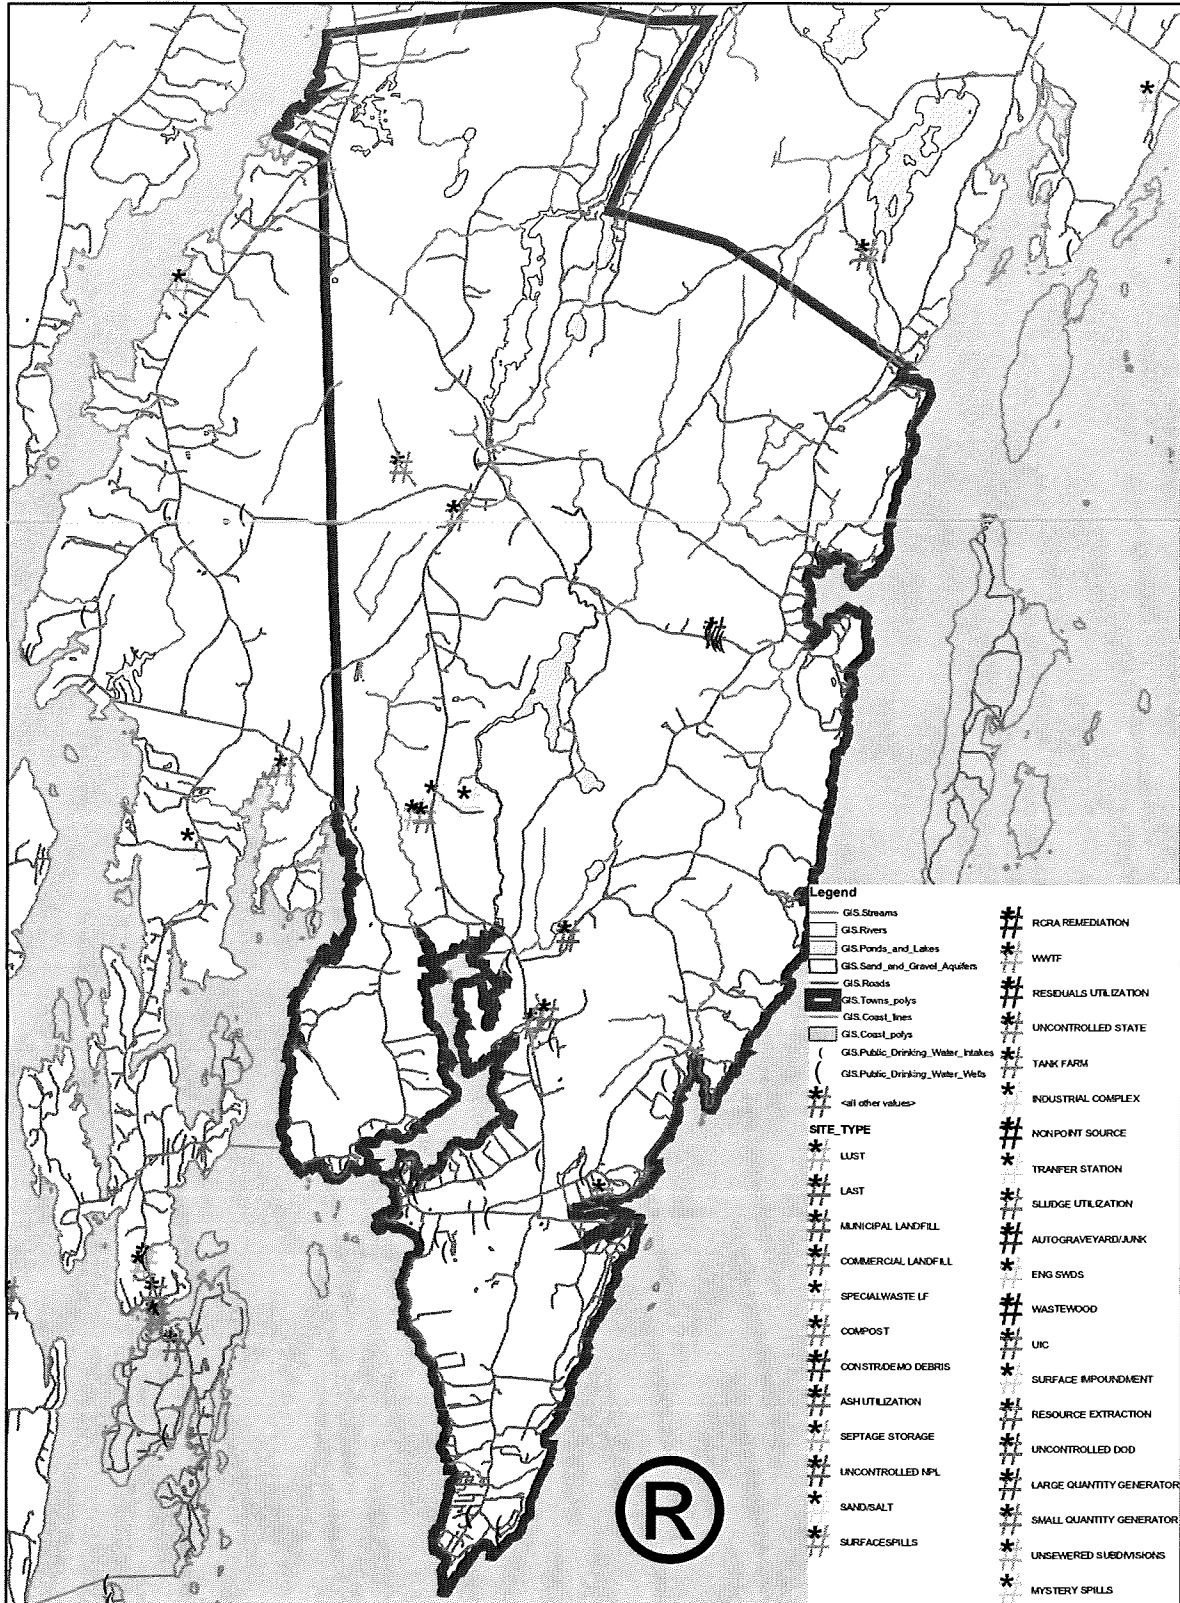 Legend
GIS.Streams
GIS.Rivers
GIS.Ponds_and_Lakes
GIS.Sand_and_Gravel_Aquifers
GIS.Roads
GIS.Towns_polys
GIS.Coast_lines
GIS.Coast_polys
GIS.Public_Drinking_Water_Intakes
GIS.Public_Drinking_Water_Wells
<all other values>
SITE_TYPE
LUST
LAST
MUNICIPAL LANDFILL
COMMERCIAL LANDFILL
SPECIAL WASTE LF
COMPOST
CONSTR/DEMO DEBRIS
ASH UTILIZATION
SEPTAGE STORAGE
UNCONTROLLED NPL
SAND/SALT
SURFACE SPILLS
RCRA REMEDIATION
WWTF
RESIDUALS UTILIZATION
UNCONTROLLED STATE
TANK FARM
INDUSTRIAL COMPLEX
NONPOINT SOURCE
TRANFER STATION
SLUDGE UTILIZATION
AUTOGRAVEYARD/JUNK
ENG SWDS
WASTEWOOD
UIC
SURFACE IMPOUNDMENT
RESOURCE EXTRACTION
UNCONTROLLED DOD
LARGE QUANTITY GENERATOR
SMALL QUANTITY GENERATOR
UNSEWERED SUBDIVISIONS
MYSTERY SPILLS
®